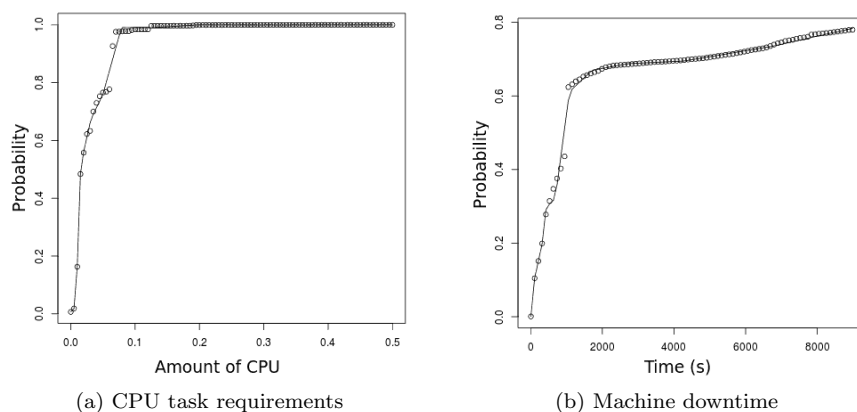 Probability
1.0
0.8
0.6
0.4
0.2
0.0
0.0 0.1 0.2 0.3 0.4 0.5
Amount of CPU
(a) CPU task requirements
Probability
0.8
0.6
0.4
0.2
0.0
0 2000 4000 6000 8000
Time (s)
(b) Machine downtime